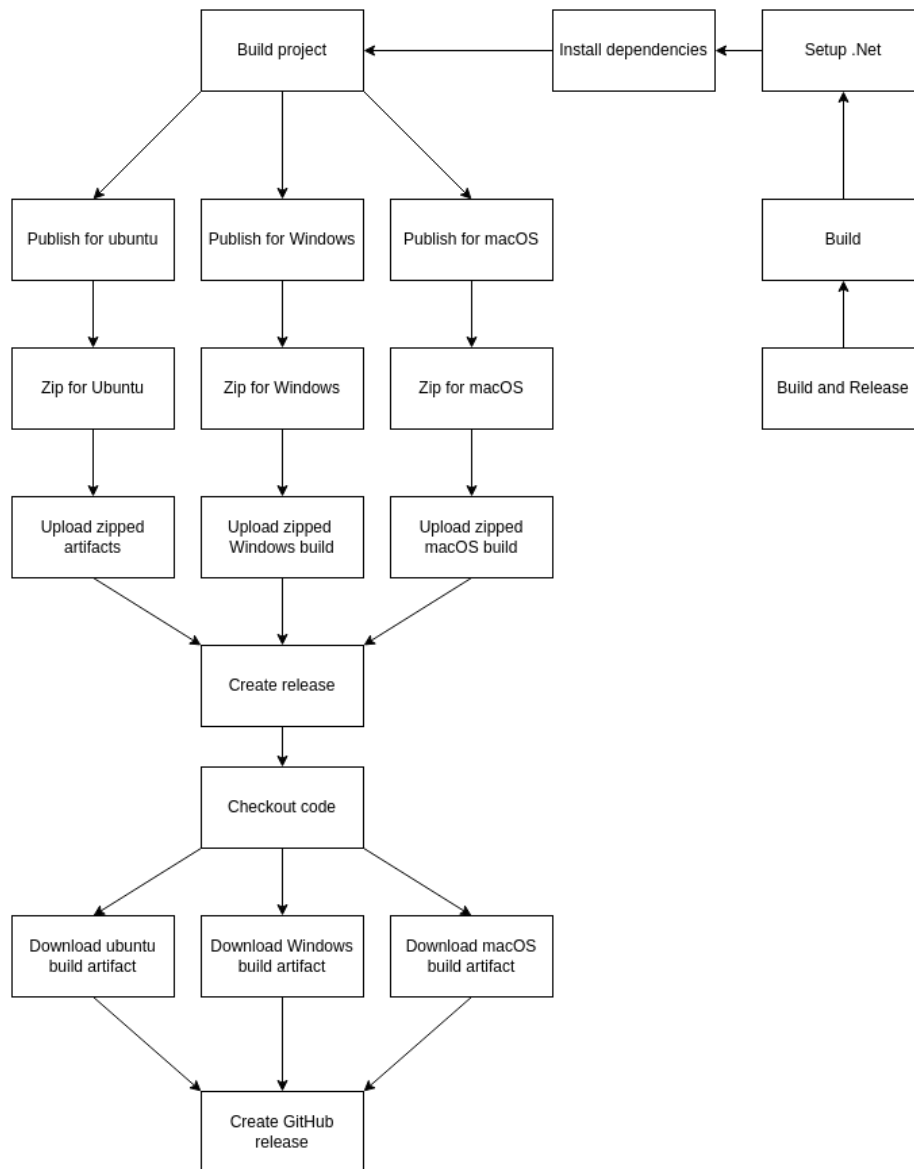 Build project
Install dependencies
Setup .Net
Publish for ubuntu
Publish for Windows
Publish for macOS
Build
Zip for Ubuntu
Zip for Windows
Zip for macOS
Build and Release
Upload zipped
artifacts
Upload zipped
Windows build
Upload zipped
macOS build
Create release
Checkout code
Download ubuntu
build artifact
Download Windows
build artifact
Download macOS
build artifact
Create GitHub
release